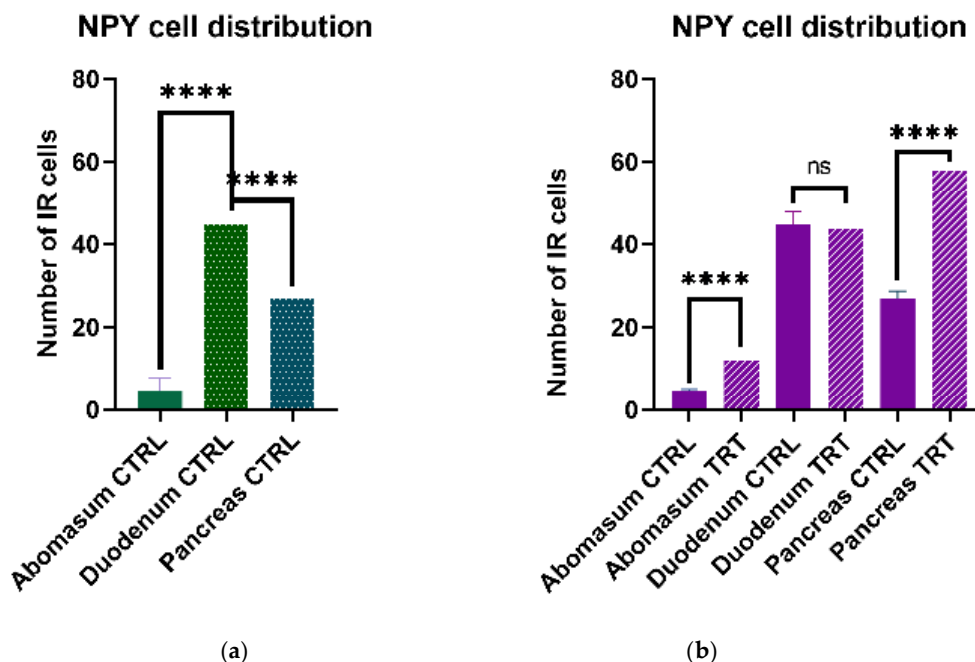 NPY cell distribution
Number of IR cells
80
60
40
20
0
****
****
Abomasum CTRL
Duodenum CTRL
Pancreas CTRL
(a)
NPY cell distribution
Number of IR cells
80
60
40
20
0
****
ns
****
Abomasum CTRL
Abomasum TRT
Duodenum CTRL
Duodenum TRT
Pancreas CTRL
Pancreas TRT
(b)